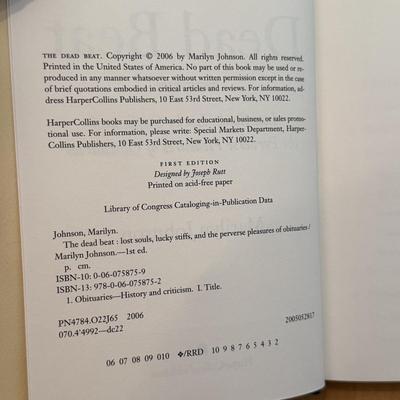 THE DEAD BEAT. Copyright © 2006 by Marilyn Johnson. All rights reserved.
Printed in the United States of America. No part of this book may be used or re-
produced in any manner whatsoever without written permission except in the case
of brief quotations embodied in critical articles and reviews. For information, ad-
dress HarperCollins Publishers, 10 East 53rd Street, New York, NY 10022.
HarperCollins books may be purchased for educational, business, or sales promo-
tional use. For information, please write: Special Markets Department, Harper-
Collins Publishers, 10 East 53rd Street, New York, NY 10022.
FIRST EDITION
Designed by Joseph Rutt
Printed on acid-free paper
Library of Congress Cataloging-in-Publication Data
Johnson, Marilyn.
The dead beat : lost souls, lucky stiffs, and the perverse pleasures of obituaries /
Marilyn Johnson.—1st ed.
p. cm.
ISBN-10: 0-06-075875-9
ISBN-13: 978-0-06-075875-2
1. Obituaries—History and criticism. I. Title.
PN4784.O22J65 2006
070.4'4992—dc22
2005052817
06 07 08 09 010 ❖/RRD 10 9 8 7 6 5 4 3 2